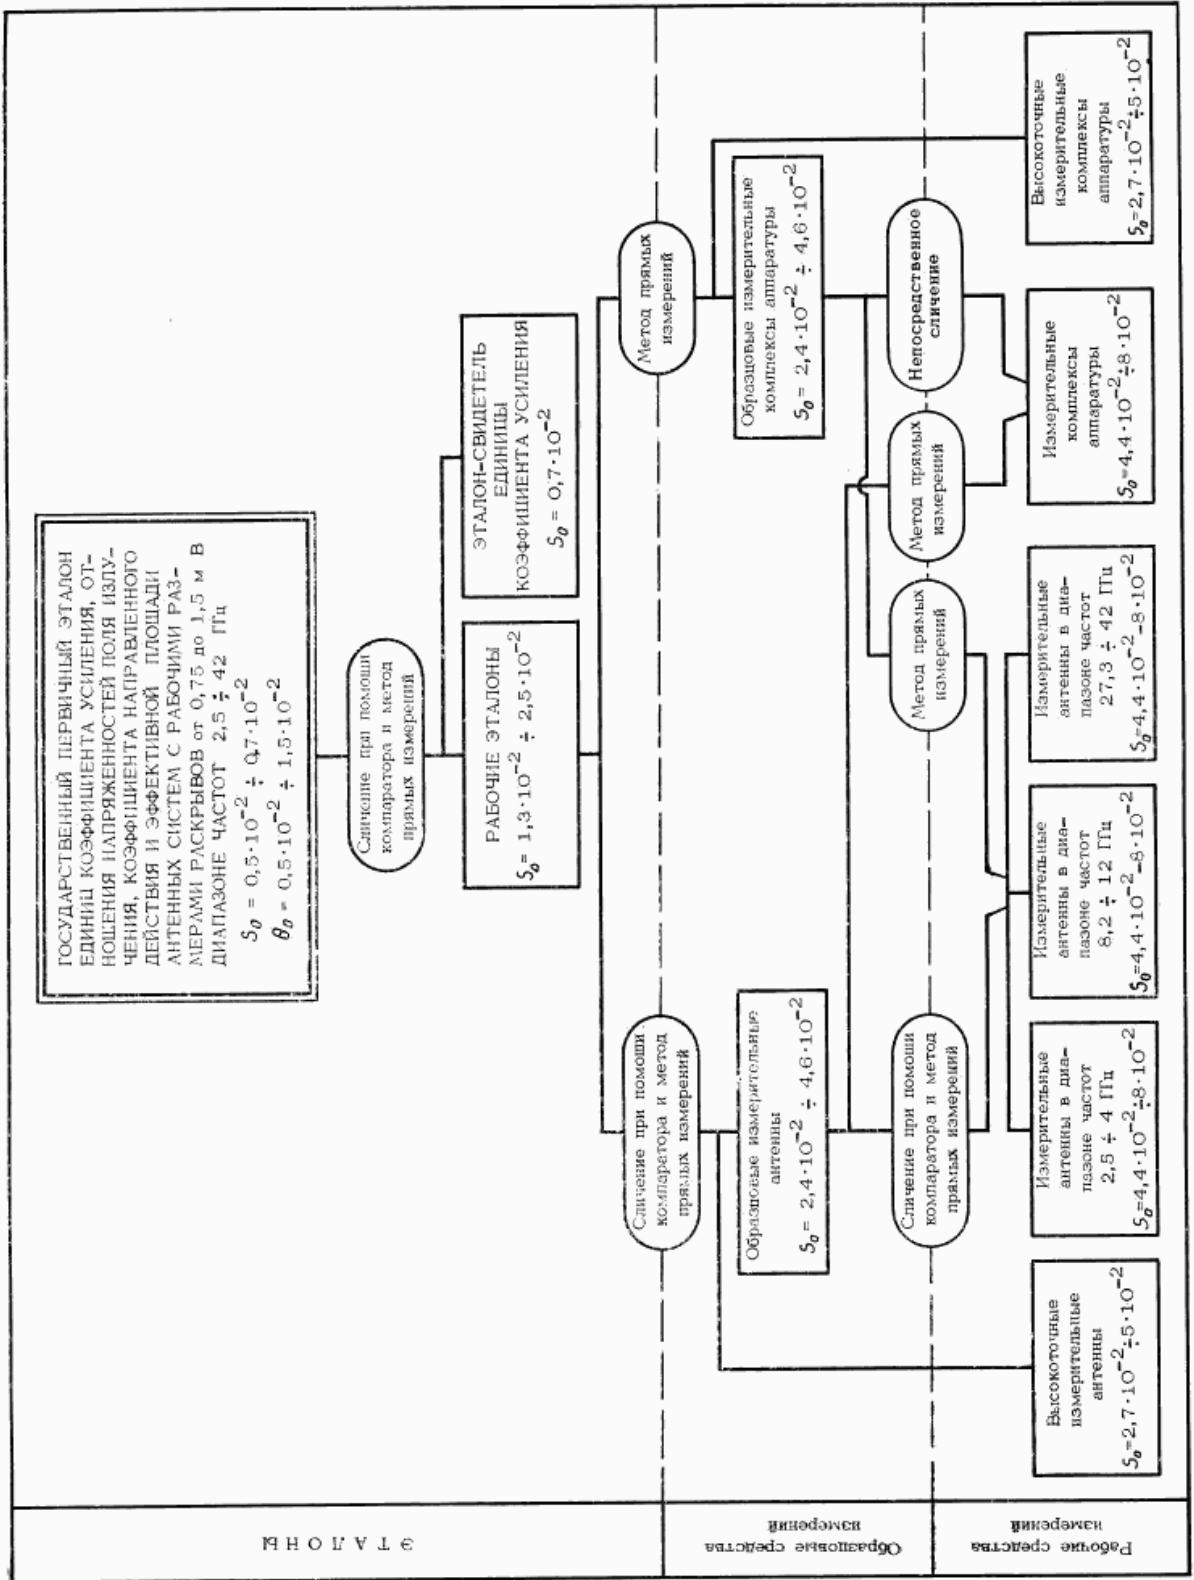 ЭТАЛОНЫ
ГОСУДАРСТВЕННЫЙ ПЕРВИЧНЫЙ ЭТАЛОН
ЕДИНИЦ КОЭФФИЦИЕНТА УСИЛЕНИЯ, ОТ-
НОШЕНИЯ НАПРЯЖЕННОСТЕЙ ПОЛЯ ИЗЛУ-
ЧЕНИЯ, КОЭФФИЦИЕНТА НАПРАВЛЕННОГО
ДЕЙСТВИЯ И ЭФФЕКТИВНОЙ ПЛОЩАДИ
АНТЕННЫХ СИСТЕМ С РАБОЧИМИ РАЗ-
МЕРАМИ РАСКРЫВОВ от 0,75 до 1,5 м В
ДИАПАЗОНЕ ЧАСТОТ 2,5 ÷ 42 ГГц
S₀ = 0,5·10⁻² ÷ 0,7·10⁻²
θ₀ = 0,5·10⁻² ÷ 1,5·10⁻²
Сличение при помощи
компаратора и метод
прямых измерений
РАБОЧИЕ ЭТАЛОНЫ
S₀ = 1,3·10⁻² ÷ 2,5·10⁻²
ЭТАЛОН-СВИДЕТЕЛЬ
ЕДИНИЦЫ
КОЭФФИЦИЕНТА УСИЛЕНИЯ
S₀ = 0,7·10⁻²
Сличение при помощи
компаратора и метод
прямых измерений
Метод прямых
измерений
Образцовые средства
измерений
Образцовые измерительные
антенны
S₀ = 2,4·10⁻² ÷ 4,6·10⁻²
Образцовые измерительные
комплексы аппаратуры
S₀ = 2,4·10⁻² ÷ 4,6·10⁻²
Сличение при помощи
компаратора и метод
прямых измерений
Метод прямых
измерений
Метод прямых
измерений
Непосредственное
сличение
Рабочие средства
измерений
Высокоточные
измерительные
антенны
S₀=2,7·10⁻²÷5·10⁻²
Измерительные
антенны в диа-
пазоне частот
2,5 ÷ 4 ГГц
S₀=4,4·10⁻²÷8·10⁻²
Измерительные
антенны в диа-
пазоне частот
8,2 ÷ 12 ГГц
S₀=4,4·10⁻²–8·10⁻²
Измерительные
антенны в диа-
пазоне частот
27,3 ÷ 42 ГГц
S₀=4,4·10⁻²–8·10⁻²
Измерительные
комплексы
аппаратуры
S₀=4,4·10⁻²÷8·10⁻²
Высокоточные
измерительные
комплексы
аппаратуры
S₀=2,7·10⁻²÷5·10⁻²